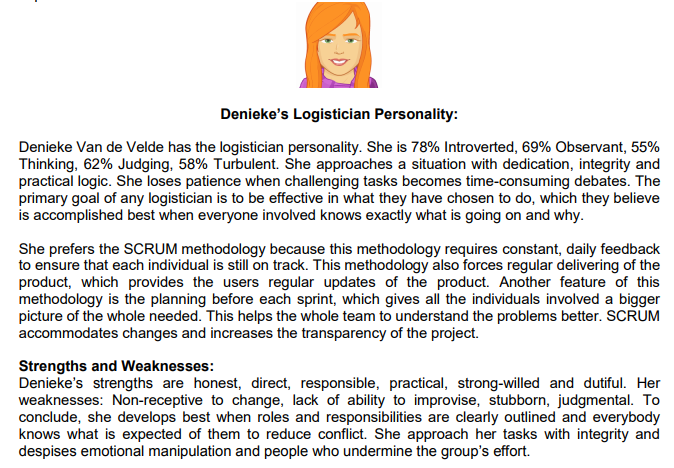 Denieke's Logistician Personality:
Denieke Van de Velde has the logistician personality. She is 78% Introverted, 69% Observant, 55%
Thinking, 62% Judging, 58% Turbulent. She approaches a situation with dedication, integrity and
practical logic. She loses patience when challenging tasks becomes time-consuming debates. The
primary goal of any logistician is to be effective in what they have chosen to do, which they believe
is accomplished best when everyone involved knows exactly what is going on and why.
She prefers the SCRUM methodology because this methodology requires constant, daily feedback
to ensure that each individual is still on track. This methodology also forces regular delivering of the
product, which provides the users regular updates of the product. Another feature of this
methodology is the planning before each sprint, which gives all the individuals involved a bigger
picture of the whole needed. This helps the whole team to understand the problems better. SCRUM
accommodates changes and increases the transparency of the project.
Strengths and Weaknesses:
Denieke's strengths are honest, direct, responsible, practical, strong-willed and dutiful. Her
weaknesses: Non-receptive to change, lack of ability to improvise, stubborn, judgmental. To
conclude, she develops best when roles and responsibilities are clearly outlined and everybody
knows what is expected of them to reduce conflict. She approach her tasks with integrity and
despises emotional manipulation and people who undermine the group's effort.